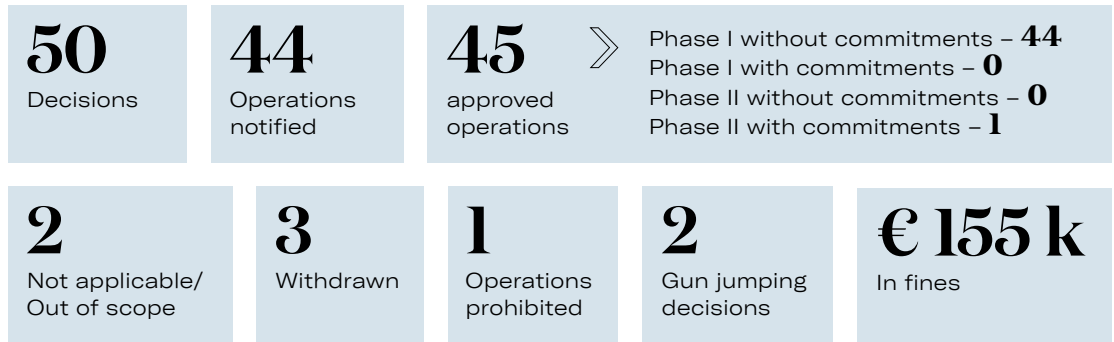 50
Decisions
44
Operations
notified
45
approved
operations
Phase I without commitments – 44
Phase I with commitments – 0
Phase II without commitments – 0
Phase II with commitments – 1
2
Not applicable/
Out of scope
3
Withdrawn
1
Operations
prohibited
2
Gun jumping
decisions
€ 155 k
In fines